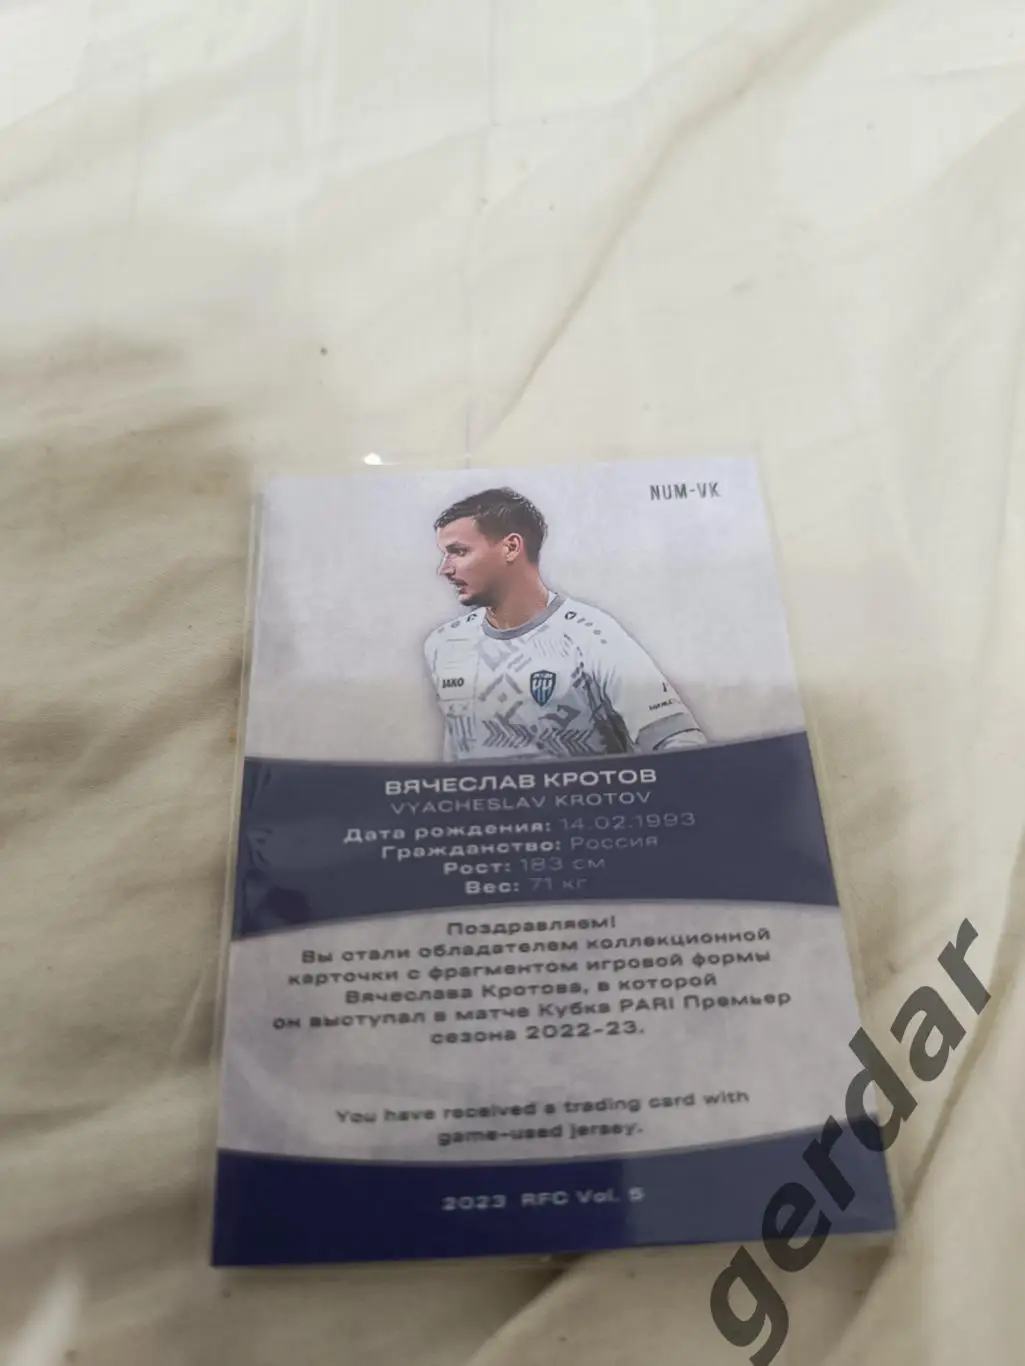 NUM-VK
JAKO
ВЯЧЕСЛАВ КРОТОВ
VYACHESLAV KROTOV
Дата рождения: 14.02.1993
Гражданство: Россия
Рост: 183 см
Вес: 71 кг
Поздравляем!
Вы стали обладателем коллекционной
карточки с фрагментом игровой формы
Вячеслава Кротова, в которой
он выступал в матче Кубка PARI Премьер
сезона 2022-23.
You have received a trading card with
game-used jersey.
2023 RFC Vol. 5
gerdar